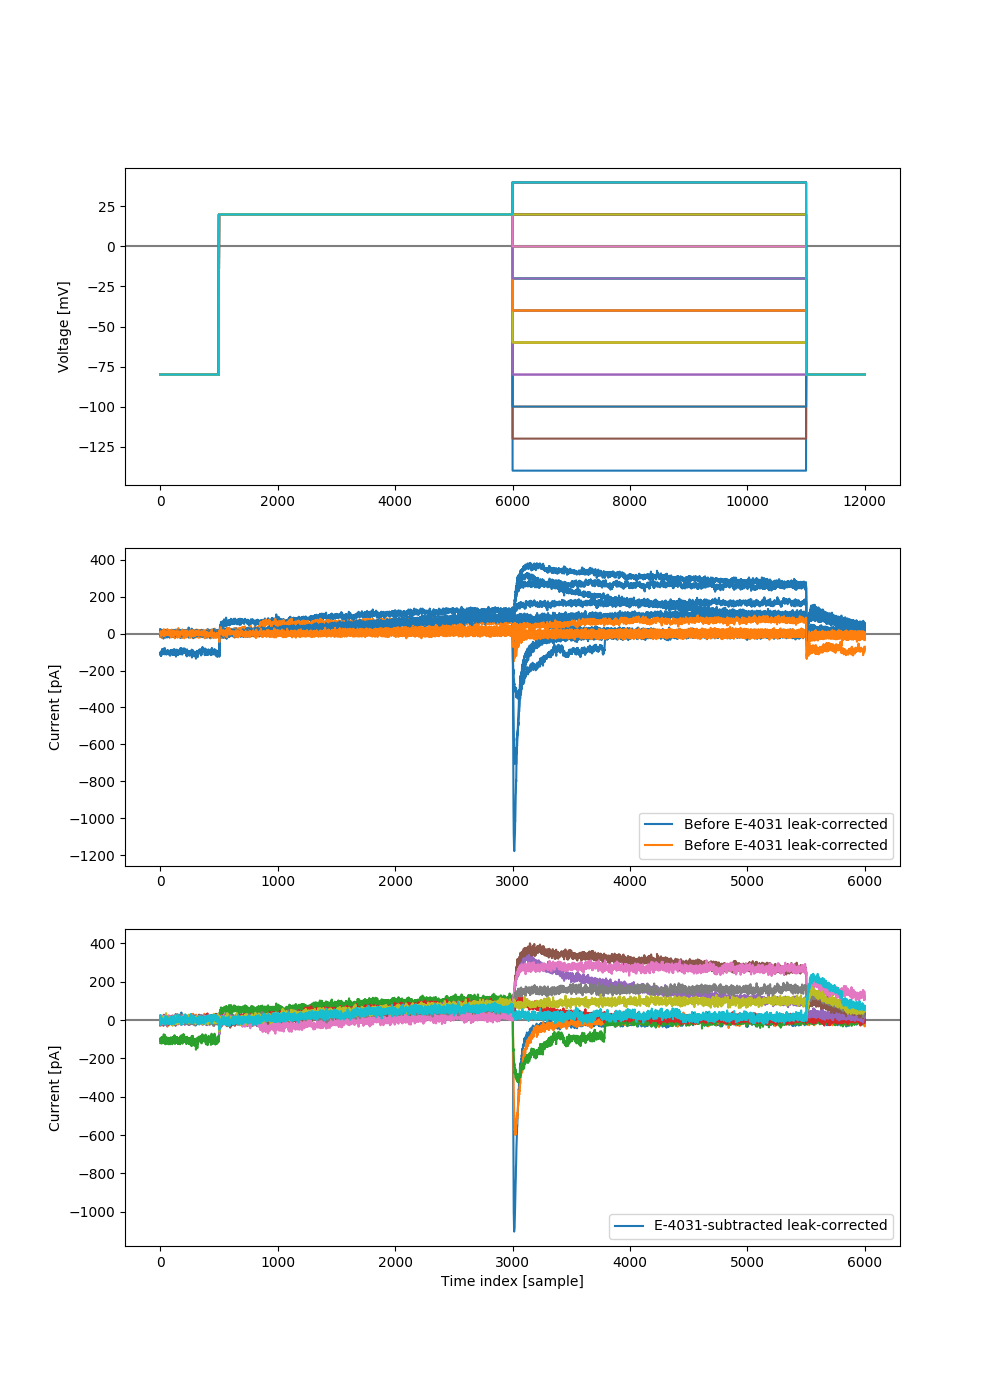 25
0
−25
−50
−75
−100
−125
Voltage [mV]
0 2000 4000 6000 8000 10000 12000
400
200
0
−200
−400
−600
−800
−1000
−1200
Current [pA]
Before E-4031 leak-corrected
Before E-4031 leak-corrected
0 1000 2000 3000 4000 5000 6000
400
200
0
−200
−400
−600
−800
−1000
Current [pA]
E-4031-subtracted leak-corrected
0 1000 2000 3000 4000 5000 6000
Time index [sample]